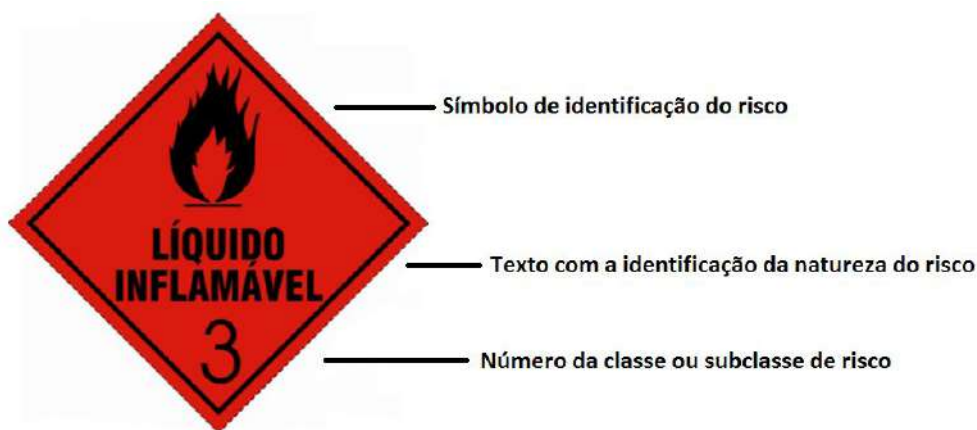 Símbolo de identificação do risco
LÍQUIDO
INFLAMÁVEL
Texto com a identificação da natureza do risco
3
Número da classe ou subclasse de risco